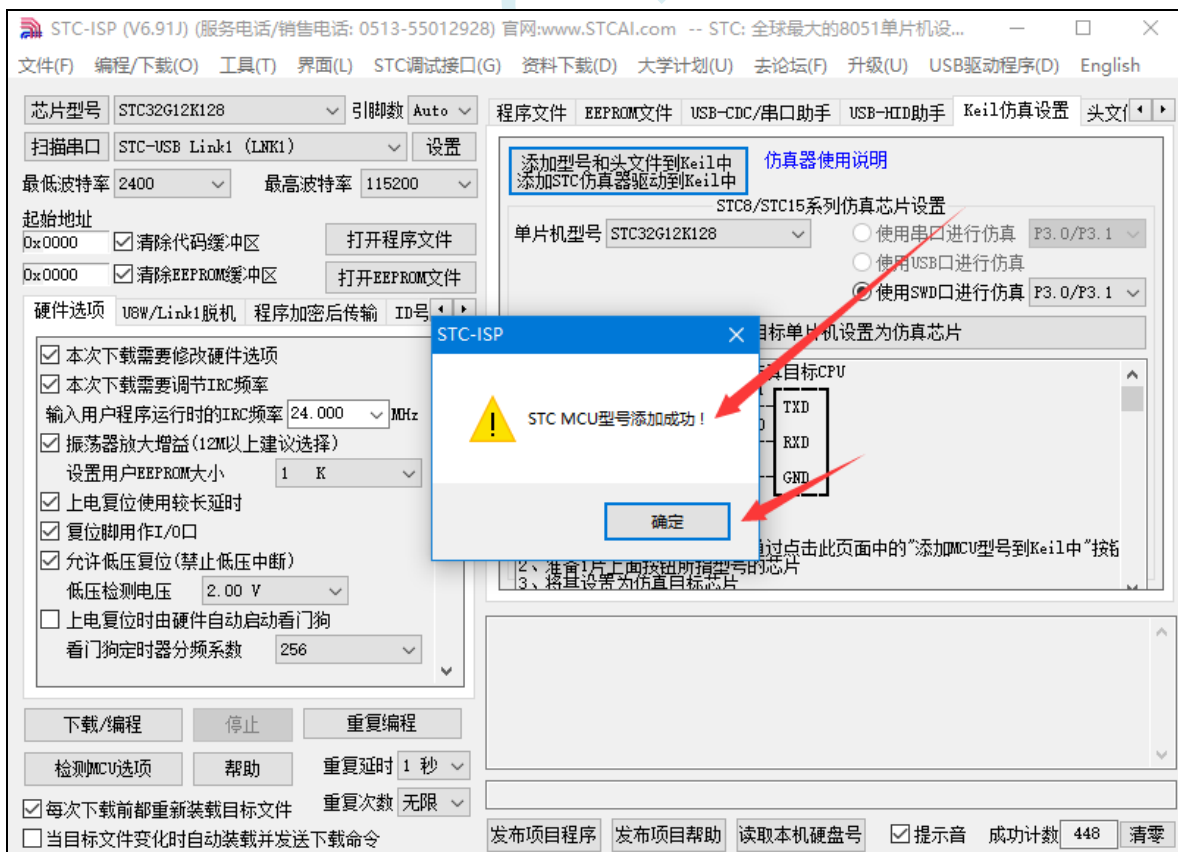 STC-ISP (V6.91J) (服务电话/销售电话: 0513-55012928) 官网:www.STCAI.com -- STC: 全球最大的8051单片机设...
文件(F) 编程/下载(O) 工具(T) 界面(L) STC调试接口(G) 资料下载(D) 大学计划(U) 去论坛(F) 升级(U) USB驱动程序(D) English
芯片型号 STC32G12K128 引脚数 Auto
扫描串口 STC-USB Link1 (LNK1) 设置
最低波特率 2400 最高波特率 115200
起始地址
0x0000 清除代码缓冲区 打开程序文件
0x0000 清除EEPROM缓冲区 打开EEPROM文件
硬件选项 U8W/Link1脱机 程序加密后传输 ID号
本次下载需要修改硬件选项
本次下载需要调节IRC频率
输入用户程序运行时的IRC频率 24.000 MHz
振荡器放大增益(12M以上建议选择)
设置用户EEPROM大小 1 K
上电复位使用较长延时
复位脚用作I/O口
允许低压复位(禁止低压中断)
低压检测电压 2.00 V
上电复位时由硬件自动启动看门狗
看门狗定时器分频系数 256
下载/编程 停止 重复编程
检测MCU选项 帮助 重复延时 1 秒
每次下载前都重新装载目标文件 重复次数 无限
当目标文件变化时自动装载并发送下载命令
程序文件 EEPROM文件 USB-CDC/串口助手 USB-HID助手 Keil仿真设置 头文
添加型号和头文件到Keil中
添加STC仿真器驱动到Keil中
仿真器使用说明
STC8/STC15系列仿真芯片设置
单片机型号 STC32G12K128 使用串口进行仿真 P3.0/P3.1
使用USB口进行仿真
使用SWD口进行仿真 P3.0/P3.1
目标单片机设置为仿真芯片
目标CPU
TXD
RXD
GND
通过点击此页面中的"添加MCU型号到Keil中"按
2、准备1片上面按钮所指型号的芯片
3、将其设置为仿真目标芯片
STC-ISP
STC MCU型号添加成功!
确定
发布项目程序 发布项目帮助 读取本机硬盘号 提示音 成功计数 448 清零